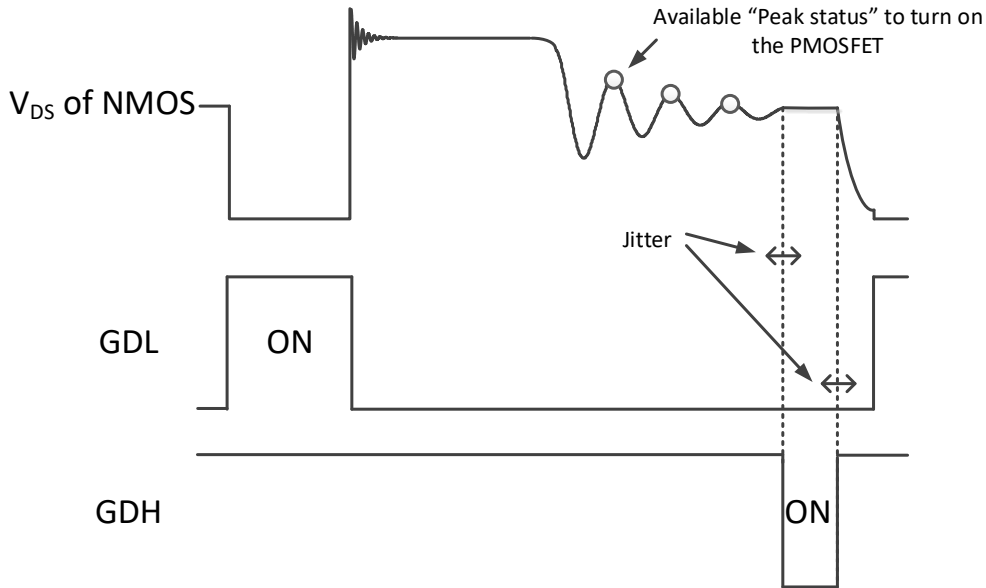 Available “Peak status” to turn on
the PMOSFET
VDS of NMOS
Jitter
GDL
ON
GDH
ON